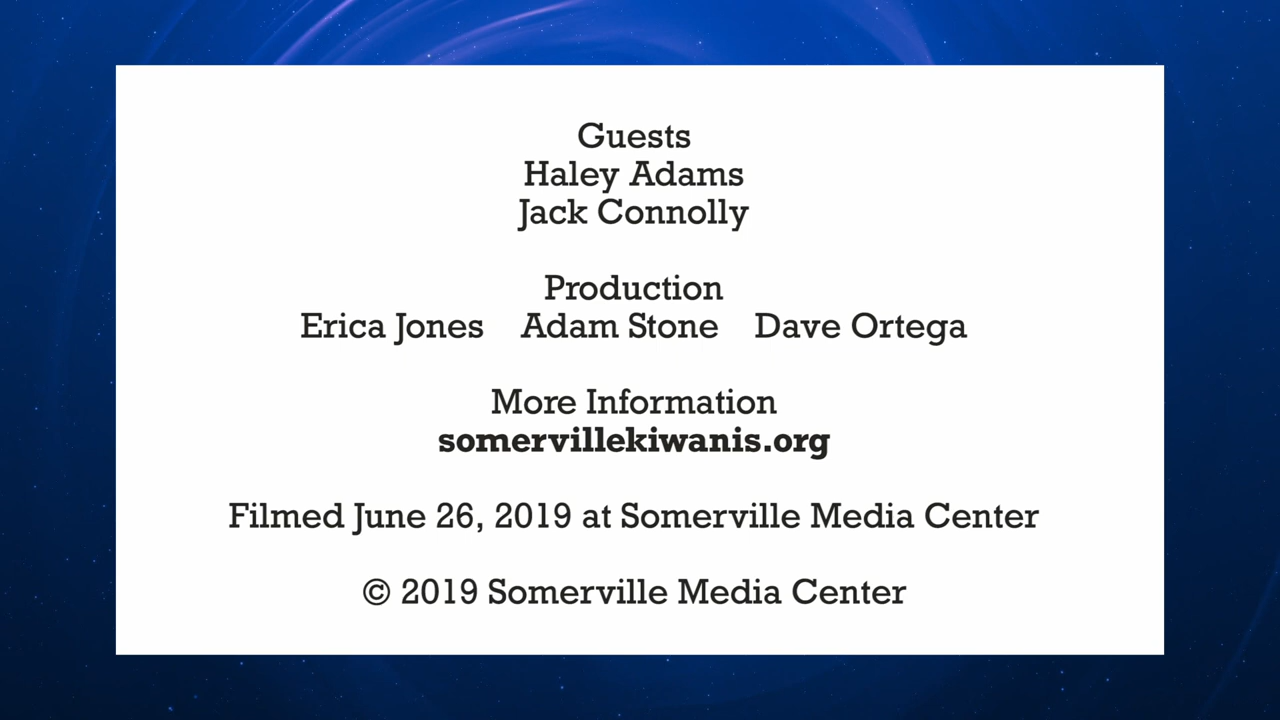 Guests
Haley Adams
Jack Connolly
Production
Erica Jones    Adam Stone    Dave Ortega
More Information
somervillekiwanis.org
Filmed June 26, 2019 at Somerville Media Center
© 2019 Somerville Media Center